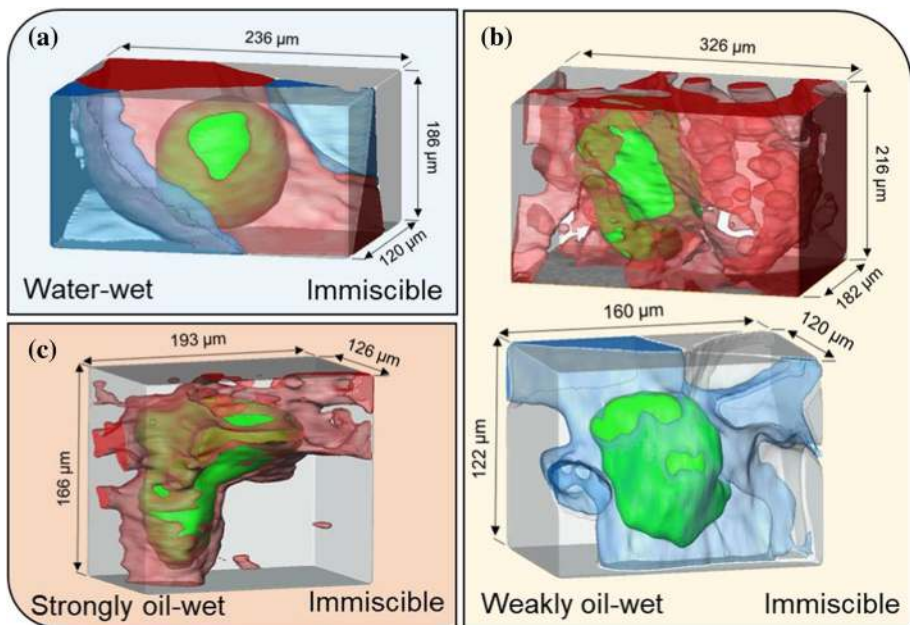 (a)
236 µm
186 µm
120 µm
Water-wet Immiscible
(b)
326 µm
216 µm
182 µm
160 µm
120 µm
122 µm
Weakly oil-wet Immiscible
(c)
193 µm
126 µm
166 µm
Strongly oil-wet Immiscible